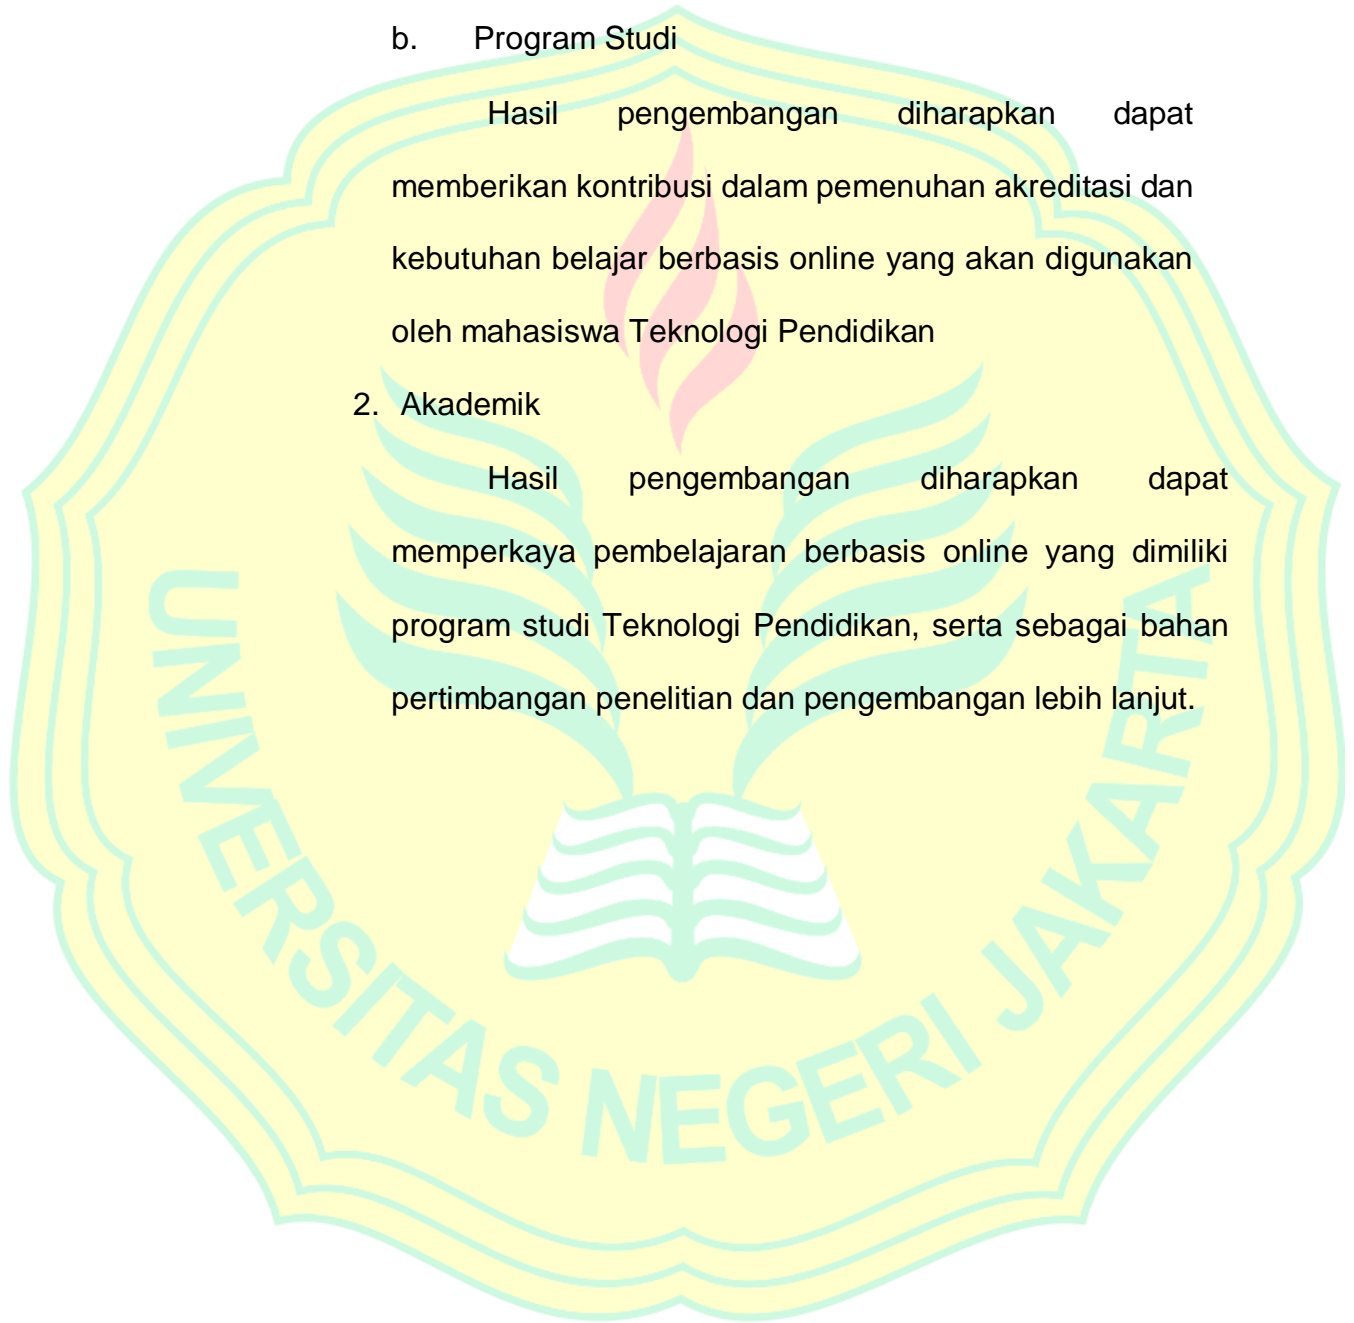 b. Program Studi
Hasil pengembangan diharapkan dapat
memberikan kontribusi dalam pemenuhan akreditasi dan
kebutuhan belajar berbasis online yang akan digunakan
oleh mahasiswa Teknologi Pendidikan
2. Akademik
Hasil pengembangan diharapkan dapat
memperkaya pembelajaran berbasis online yang dimiliki
program studi Teknologi Pendidikan, serta sebagai bahan
pertimbangan penelitian dan pengembangan lebih lanjut.
UNIVERSITAS NEGERI JAKARTA